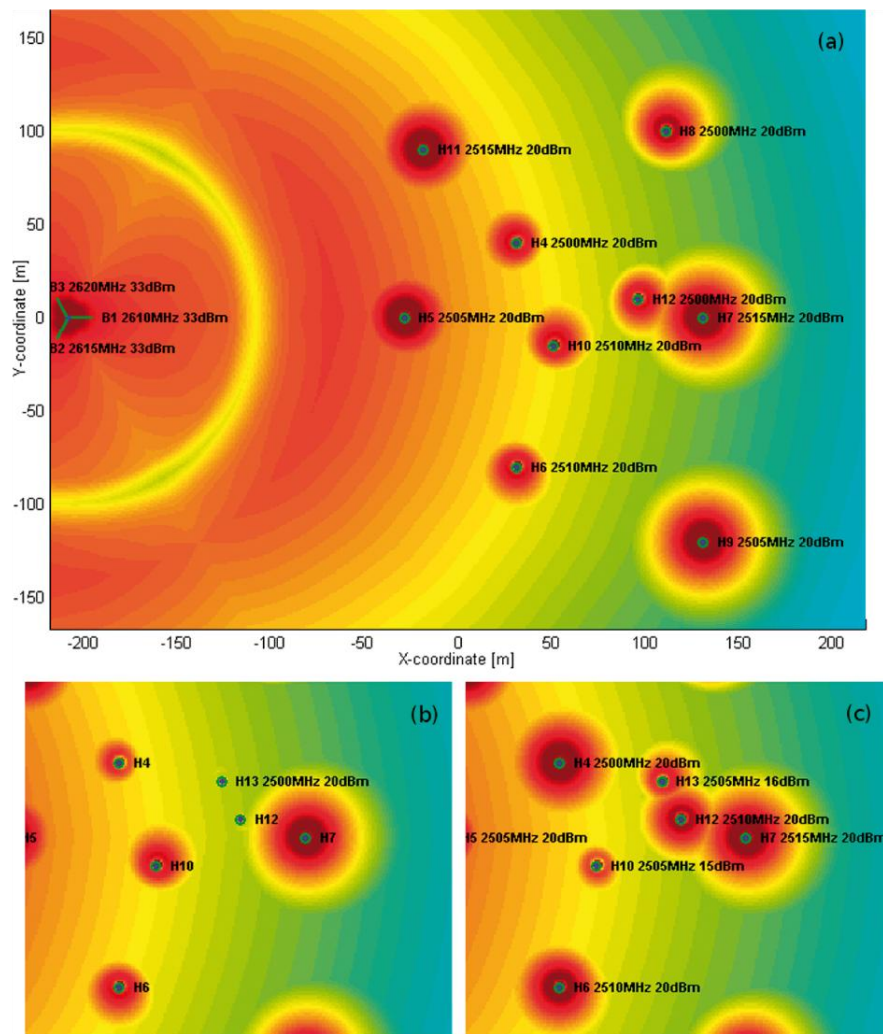 (a)
150
100
50
0
-50
-100
-150
Y-coordinate [m]
H8 2500MHz 20dBm
H11 2515MHz 20dBm
H4 2500MHz 20dBm
B3 2620MHz 33dBm
H12 2500MHz 20dBm
B1 2610MHz 33dBm
H5 2505MHz 20dBm
H7 2515MHz 20dBm
B2 2615MHz 33dBm
H10 2510MHz 20dBm
H6 2510MHz 20dBm
H9 2505MHz 20dBm
-200 -150 -100 -50 0 50 100 150 200
X-coordinate [m]
(b)
H4
H13 2500MHz 20dBm
H12
H5
H7
H10
H6
(c)
H4 2500MHz 20dBm
H13 2505MHz 16dBm
H12 2510MHz 20dBm
H5 2505MHz 20dBm
H7 2515MHz 20dBm
H10 2505MHz 15dBm
H6 2510MHz 20dBm